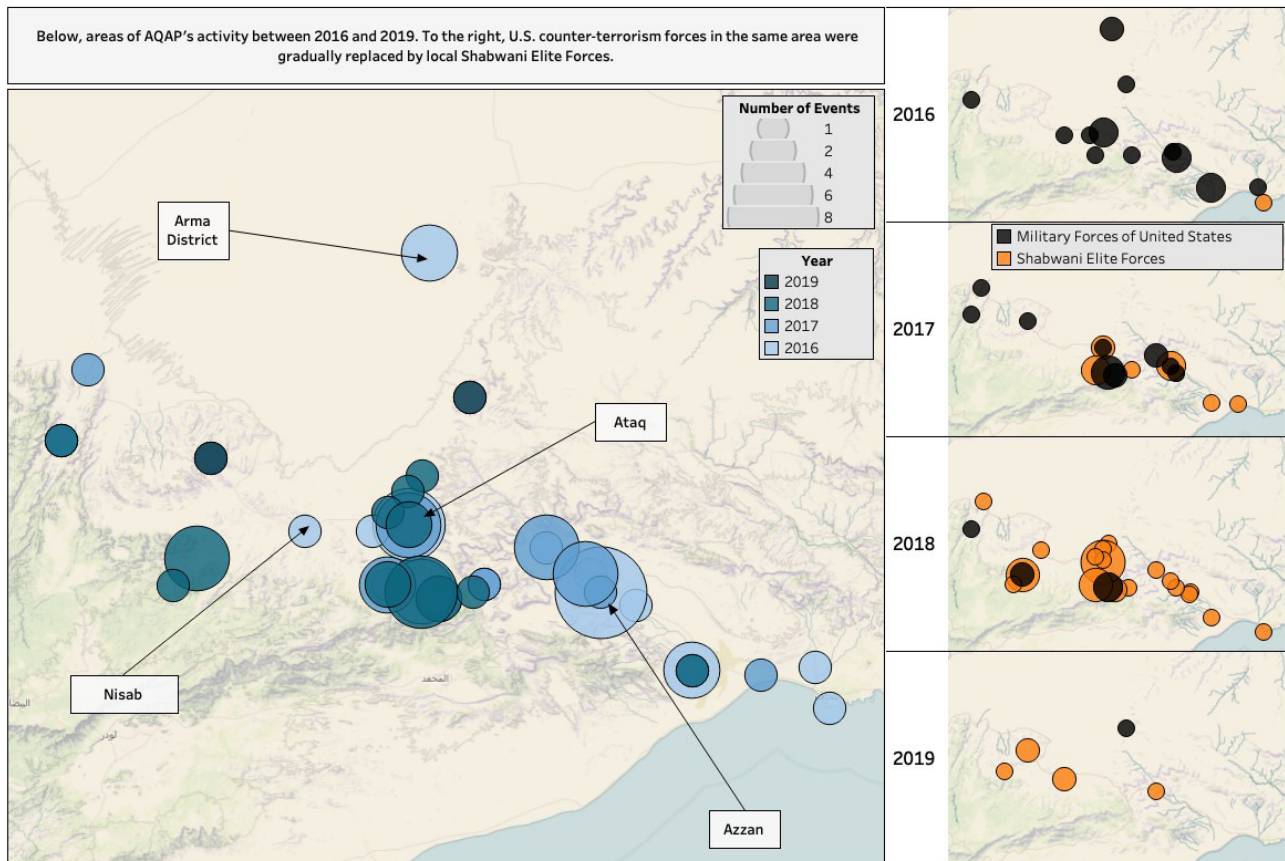 Below, areas of AQAP's activity between 2016 and 2019. To the right, U.S. counter-terrorism forces in the same area were
gradually replaced by local Shabwani Elite Forces.
Number of Events
1
2
4
6
8
Year
2019
2018
2017
2016
Arma
District
Ataq
Nisab
Azzan
المحفد
لودر
البيضا
2016
Military Forces of United States
Shabwani Elite Forces
2017
2018
2019